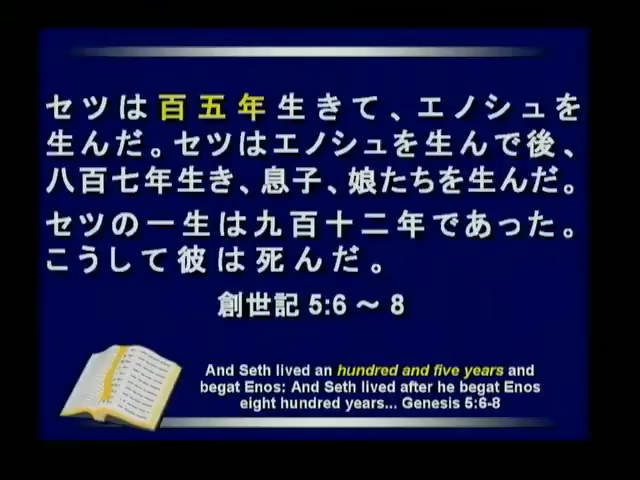 セツは百五年生きて、エノシュを
生んだ。セツはエノシュを生んで後、
八百七年生き、息子、娘たちを生んだ。
セツの一生は九百十二年であった。
こうして彼は死んだ。
創世記 5:6 ～ 8
And Seth lived an hundred and five years and
begat Enos: And Seth lived after he begat Enos
eight hundred years... Genesis 5:6-8